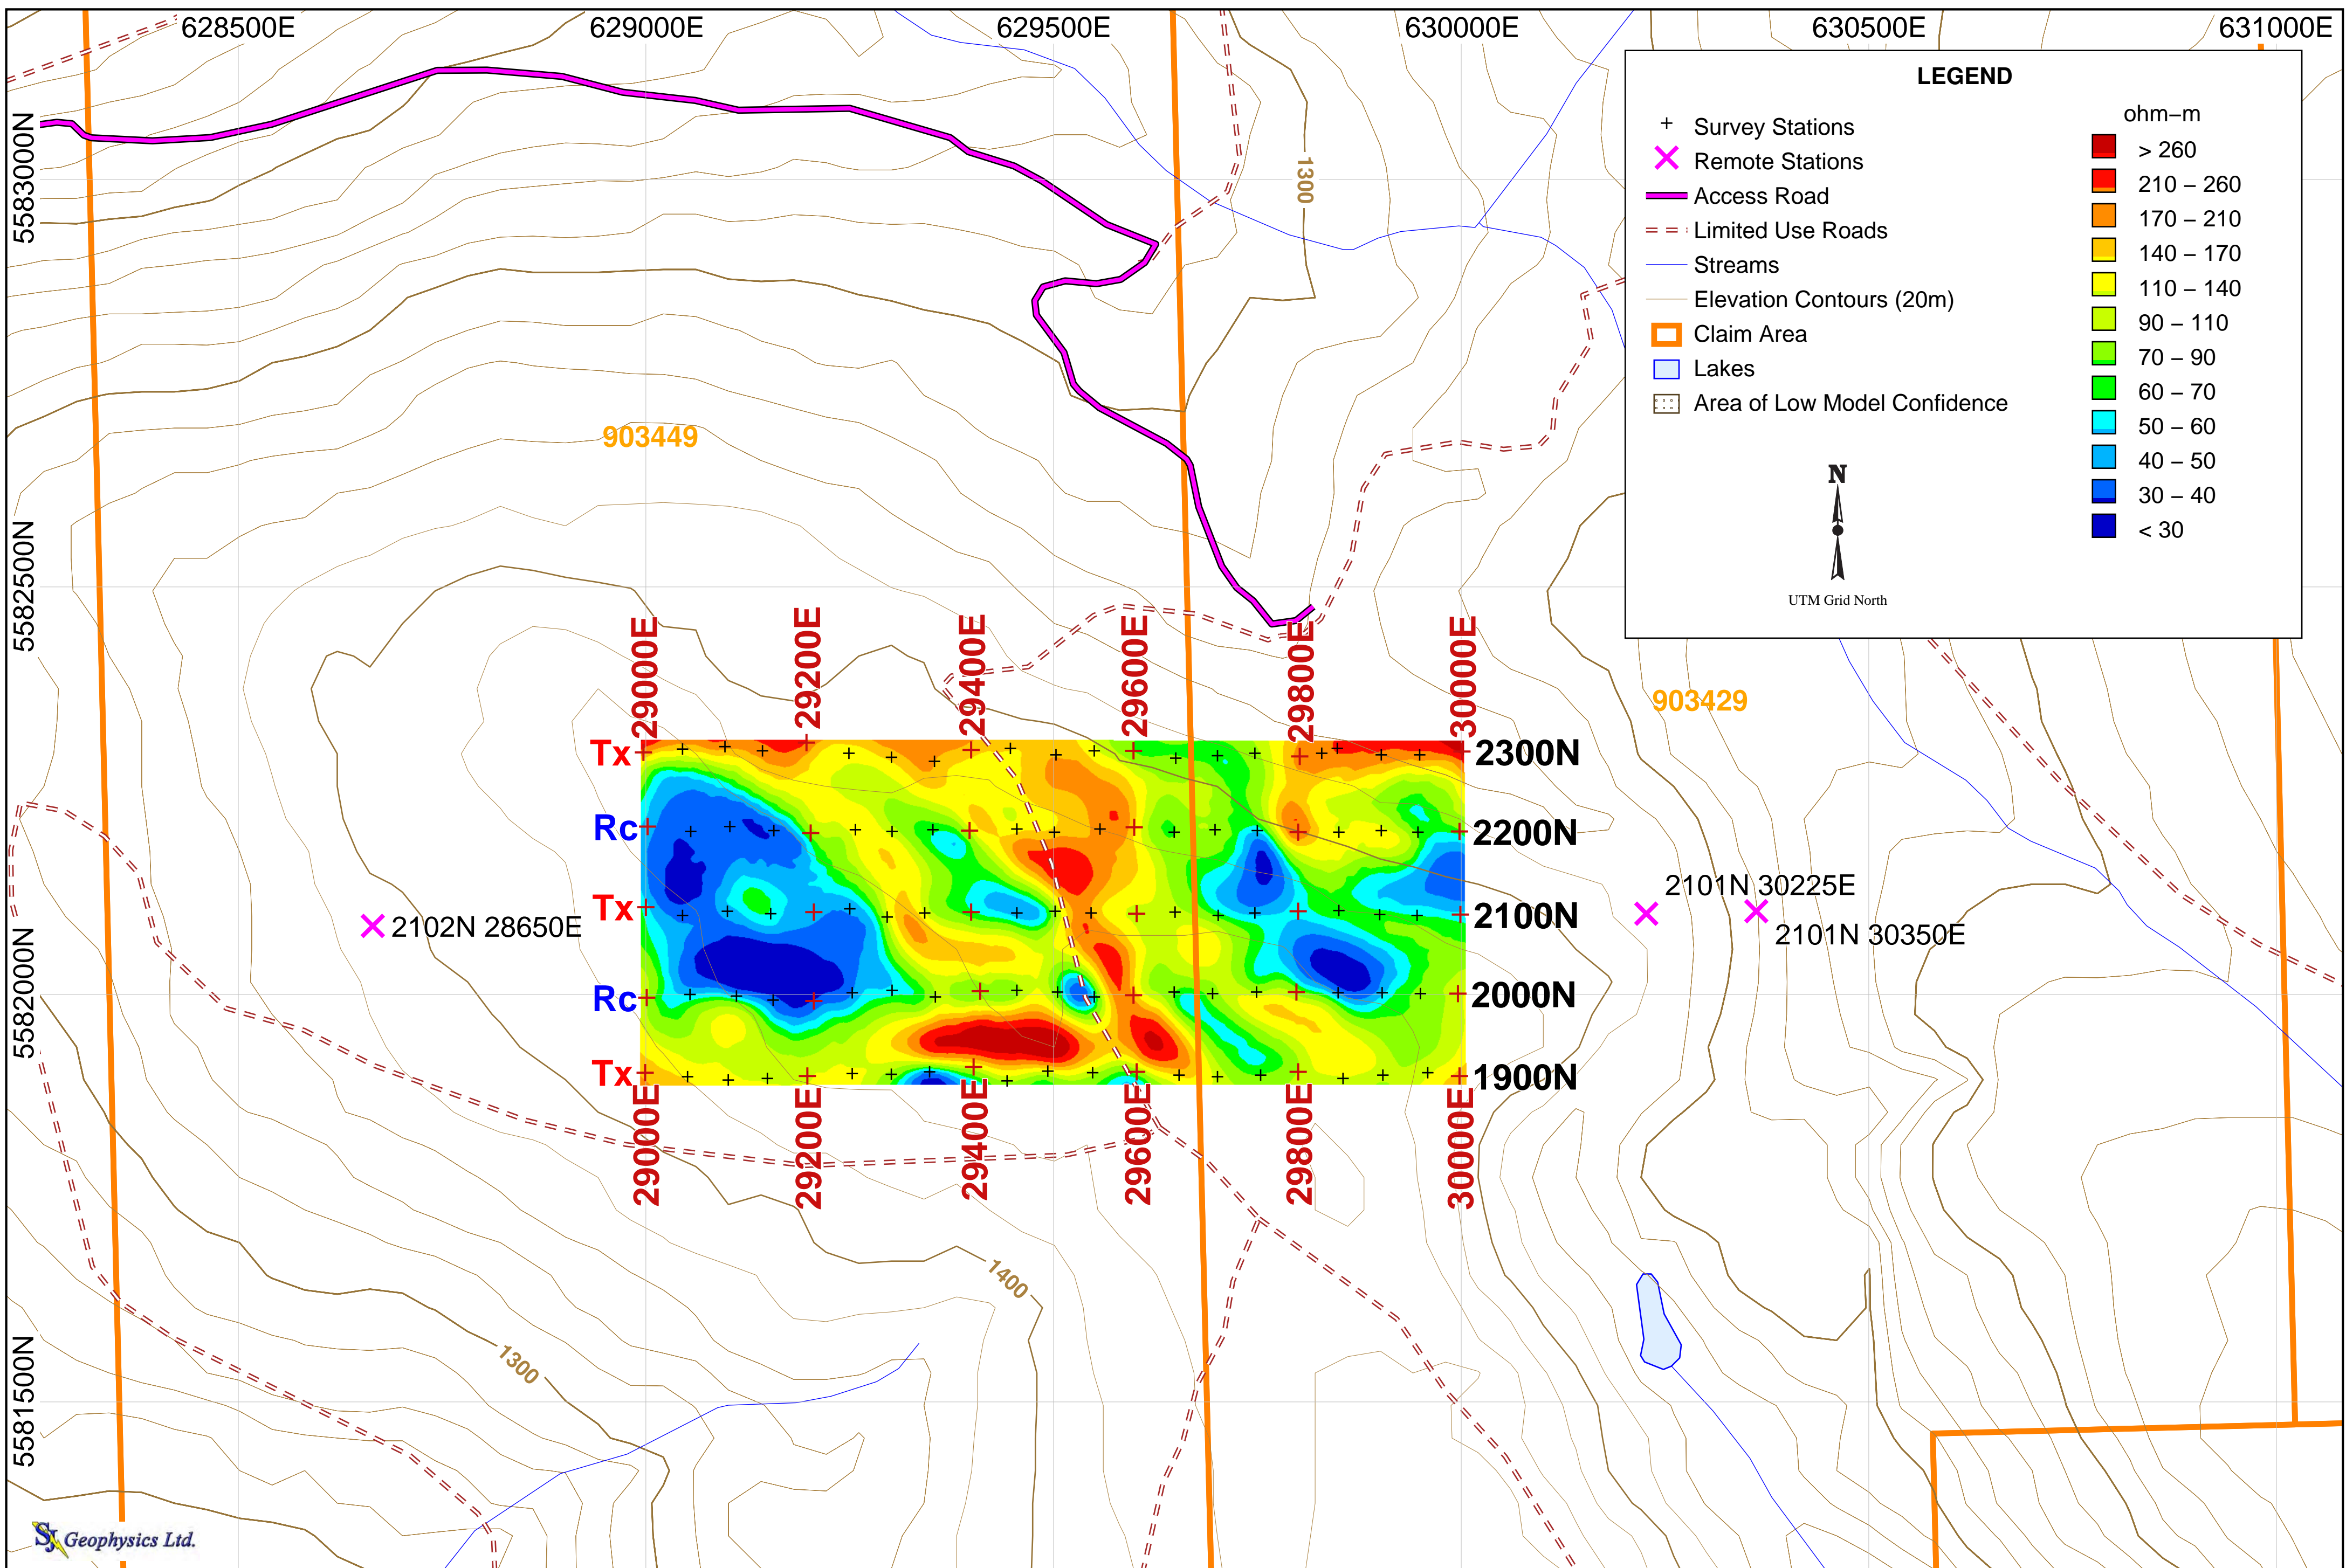 628500E
629000E
629500E
630000E
630500E
631000E
5583000N
5582500N
5582000N
5581500N
1300
LEGEND
Survey Stations
Remote Stations
Access Road
Limited Use Roads
Streams
Elevation Contours (20m)
Claim Area
Lakes
Area of Low Model Confidence
ohm–m
> 260
210 – 260
170 – 210
140 – 170
110 – 140
90 – 110
70 – 90
60 – 70
50 – 60
40 – 50
30 – 40
< 30
N
UTM Grid North
903449
903429
29000E
29200E
29400E
29600E
29800E
30000E
Tx
2300N
Rc
2200N
Tx
2100N
Rc
2000N
Tx
1900N
2102N 28650E
2101N 30225E
2101N 30350E
29000E
29200E
29400E
29600E
29800E
30000E
1400
1300
SJ Geophysics Ltd.